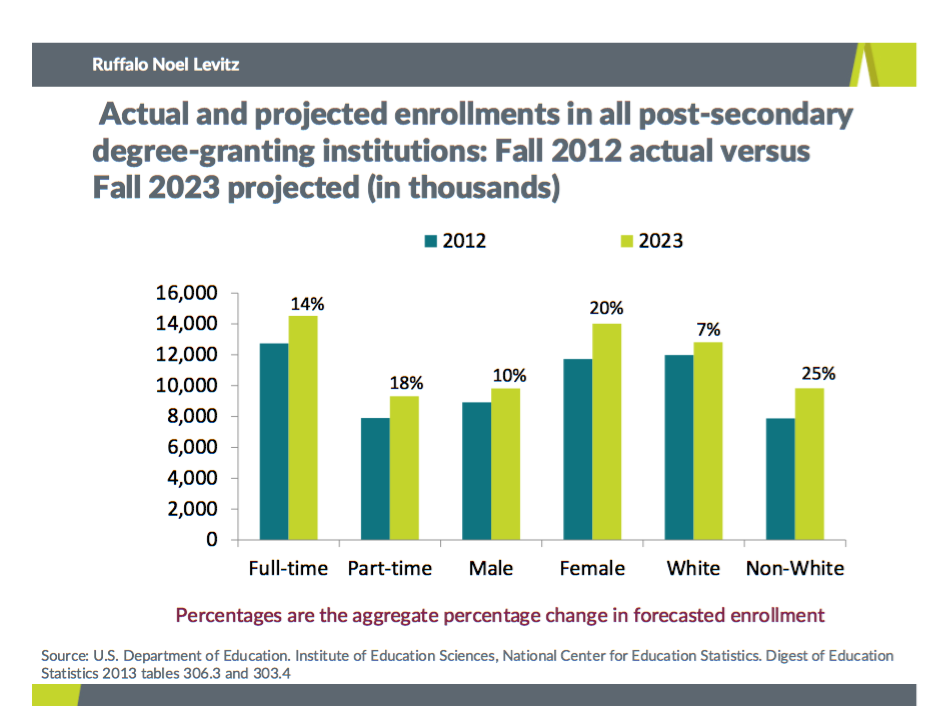 Ruffalo Noel Levitz
Actual and projected enrollments in all post-secondary
degree-granting institutions: Fall 2012 actual versus
Fall 2023 projected (in thousands)
2012 2023
16,000
14,000
12,000
10,000
8,000
6,000
4,000
2,000
0
14%
18%
10%
20%
7%
25%
Full-time Part-time Male Female White Non-White
Percentages are the aggregate percentage change in forecasted enrollment
Source: U.S. Department of Education. Institute of Education Sciences, National Center for Education Statistics. Digest of Education
Statistics 2013 tables 306.3 and 303.4